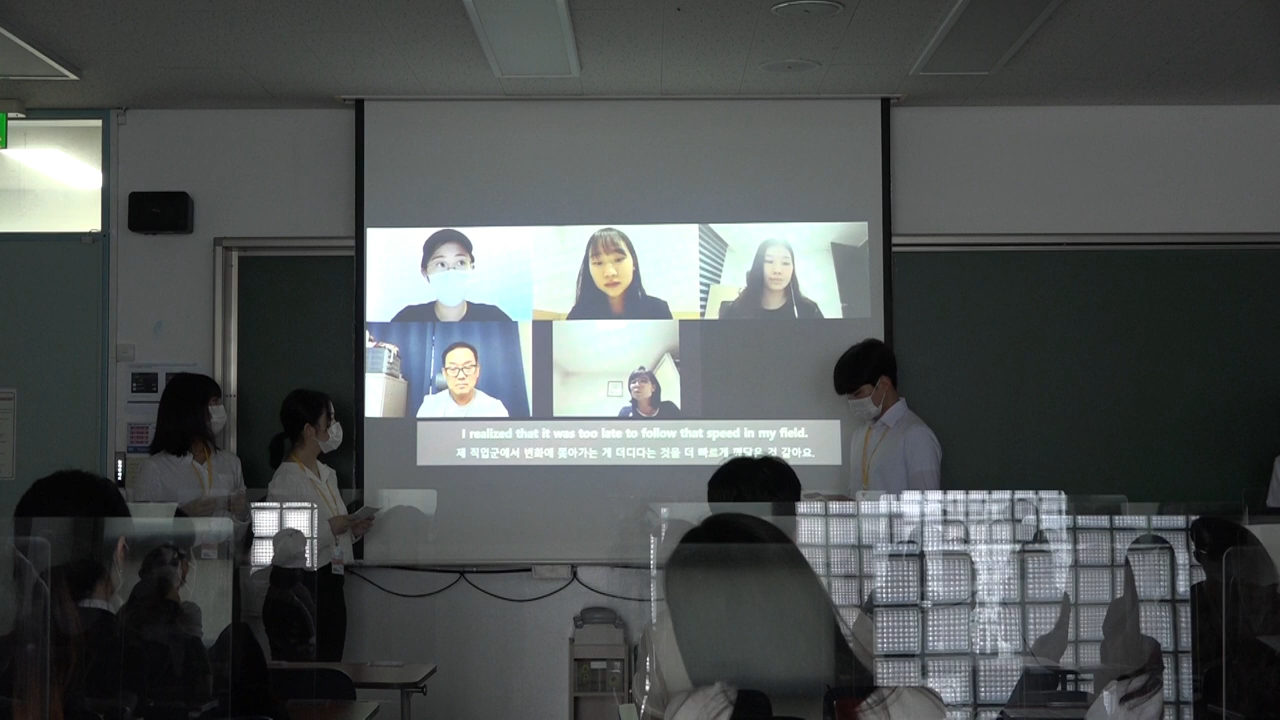 I realized that it was too late to follow that speed in my field.
제 직업군에서 변화에 쫓아가는 게 더디다는 것을 더 빠르게 깨달은 것 같아요.